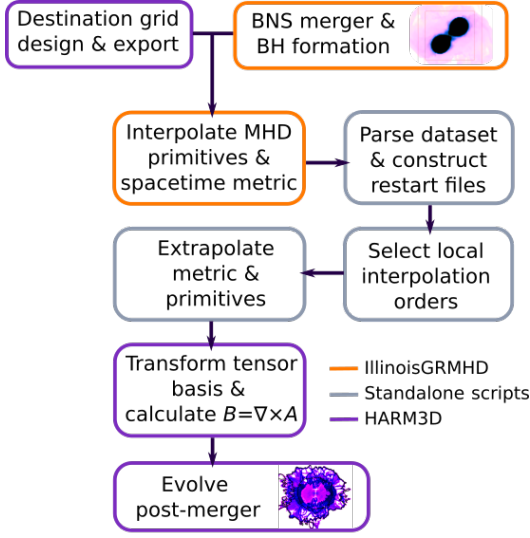 Destination grid
design & export
BNS merger &
BH formation
Interpolate MHD
primitives &
spacetime metric
Parse dataset
& construct
restart files
Extrapolate
metric &
primitives
Select local
interpolation
orders
Transform tensor
basis &
calculate B=∇×A
IllinoisGRMHD
Standalone scripts
HARM3D
Evolve
post-merger